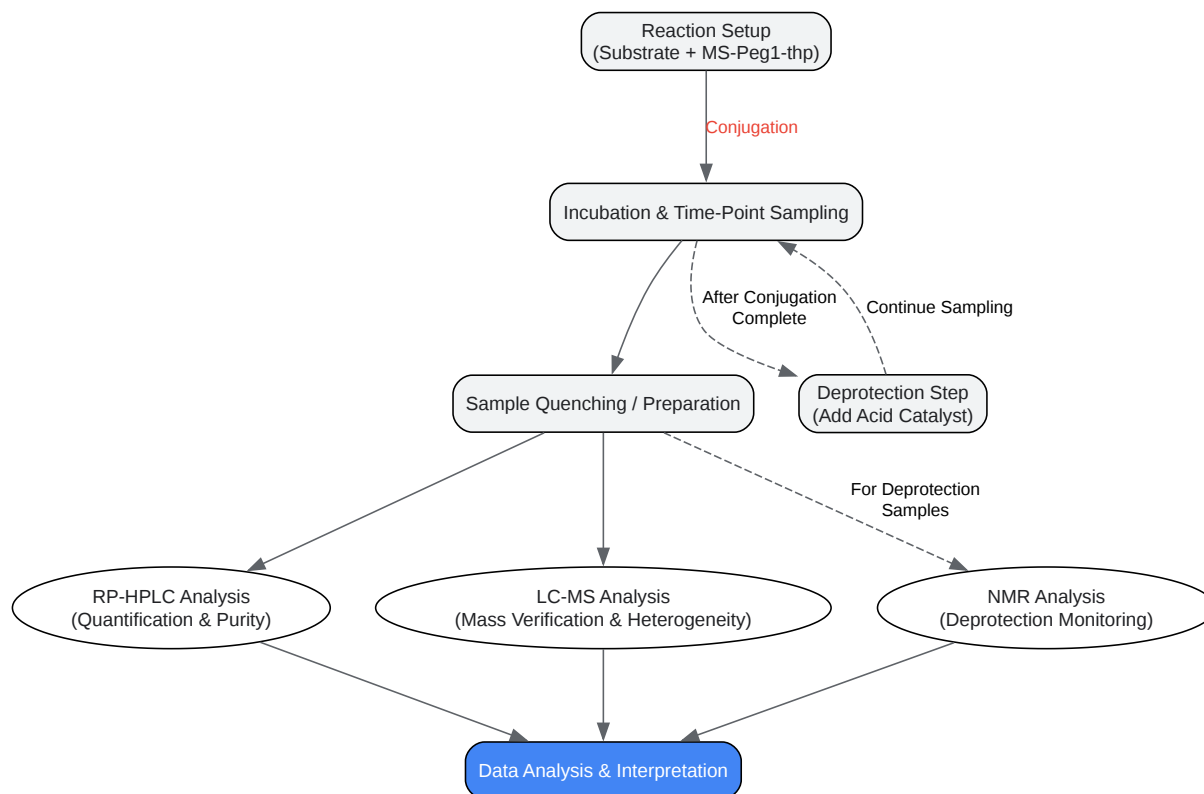 Reaction Setup
(Substrate + MS-Peg1-thp)
Conjugation
Incubation & Time-Point Sampling
After Conjugation
Complete
Continue Sampling
Sample Quenching / Preparation
Deprotection Step
(Add Acid Catalyst)
For Deprotection
Samples
RP-HPLC Analysis
(Quantification & Purity)
LC-MS Analysis
(Mass Verification & Heterogeneity)
NMR Analysis
(Deprotection Monitoring)
Data Analysis & Interpretation